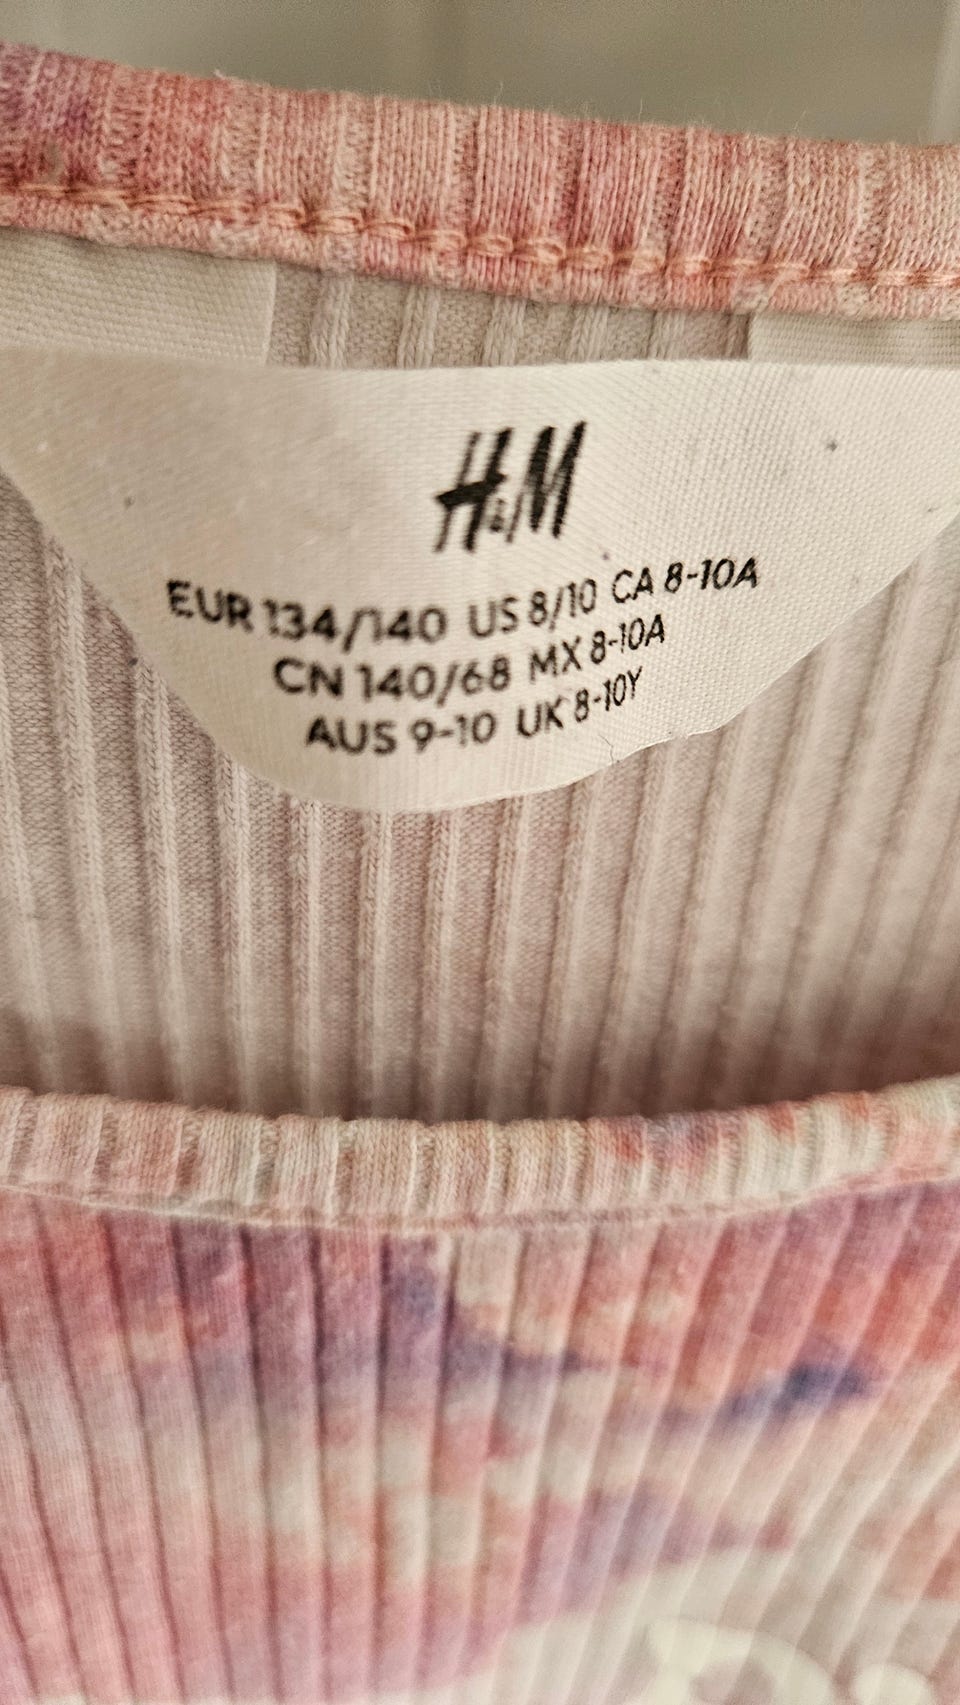 H&M
EUR 134/140 US 8/10 CA 8-10A
CN 140/68 MX 8-10A
AUS 9-10 UK 8-10Y